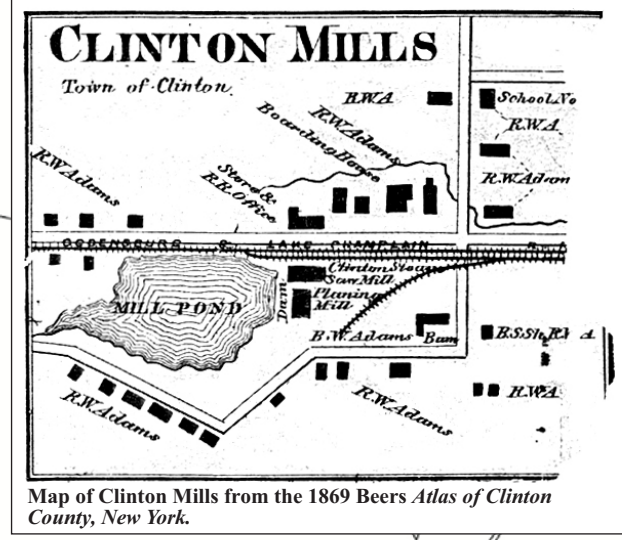 CLINTON MILLS
Town of Clinton.
R.W.A
School No
R.W.A
R.W.Adams
Boarding House
R.W.Adam
R.W.Adams
Store &
R.R. Office
OGDENSBURG & LAKE CHAMPLAIN R.
Clinton Steam
Saw Mill
Planing
Mill
Dam
MILL POND
R.W.Adams
Barn
B.S.Sh.
R.W.A
R.W.Adams
R.W.Adams
R.W.A
Map of Clinton Mills from the 1869 Beers Atlas of Clinton
County, New York.